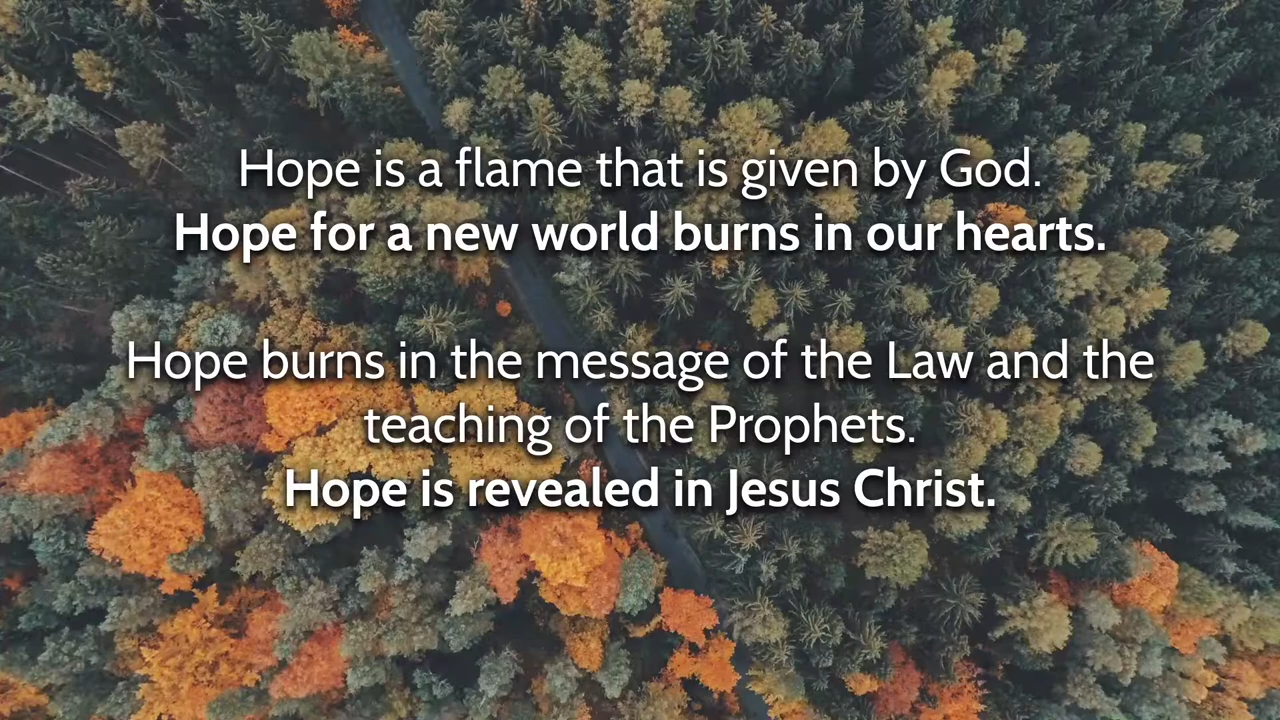 Hope is a flame that is given by God.
Hope for a new world burns in our hearts.
Hope burns in the message of the Law and the
teaching of the Prophets.
Hope is revealed in Jesus Christ.